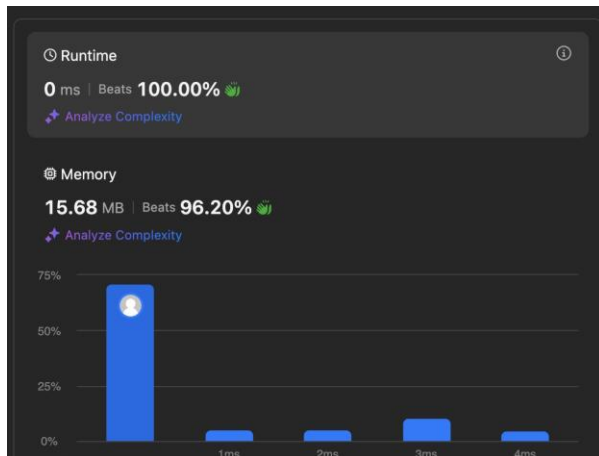 Runtime
0 ms | Beats 100.00%
Analyze Complexity
Memory
15.68 MB | Beats 96.20%
Analyze Complexity
75%
50%
25%
0%
1ms 2ms 3ms 4ms